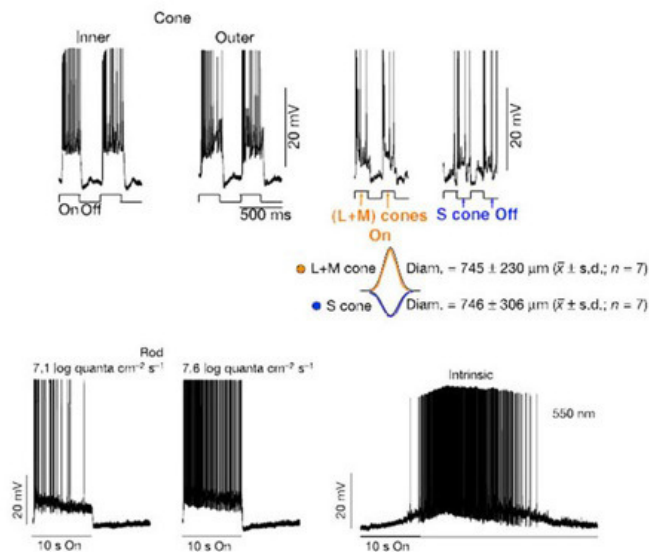 Cone
Inner
Outer
20 mV
20 mV
On Off
500 ms
(L+M) cones
On
S cone Off
L+M cone
Diam. = 745 ± 230 μm (x̅ ± s.d.; n = 7)
S cone
Diam. = 746 ± 306 μm (x̅ ± s.d.; n = 7)
Rod
7.1 log quanta cm⁻² s⁻¹
7.6 log quanta cm⁻² s⁻¹
Intrinsic
550 nm
20 mV
20 mV
20 mV
10 s On
10 s On
10 s On